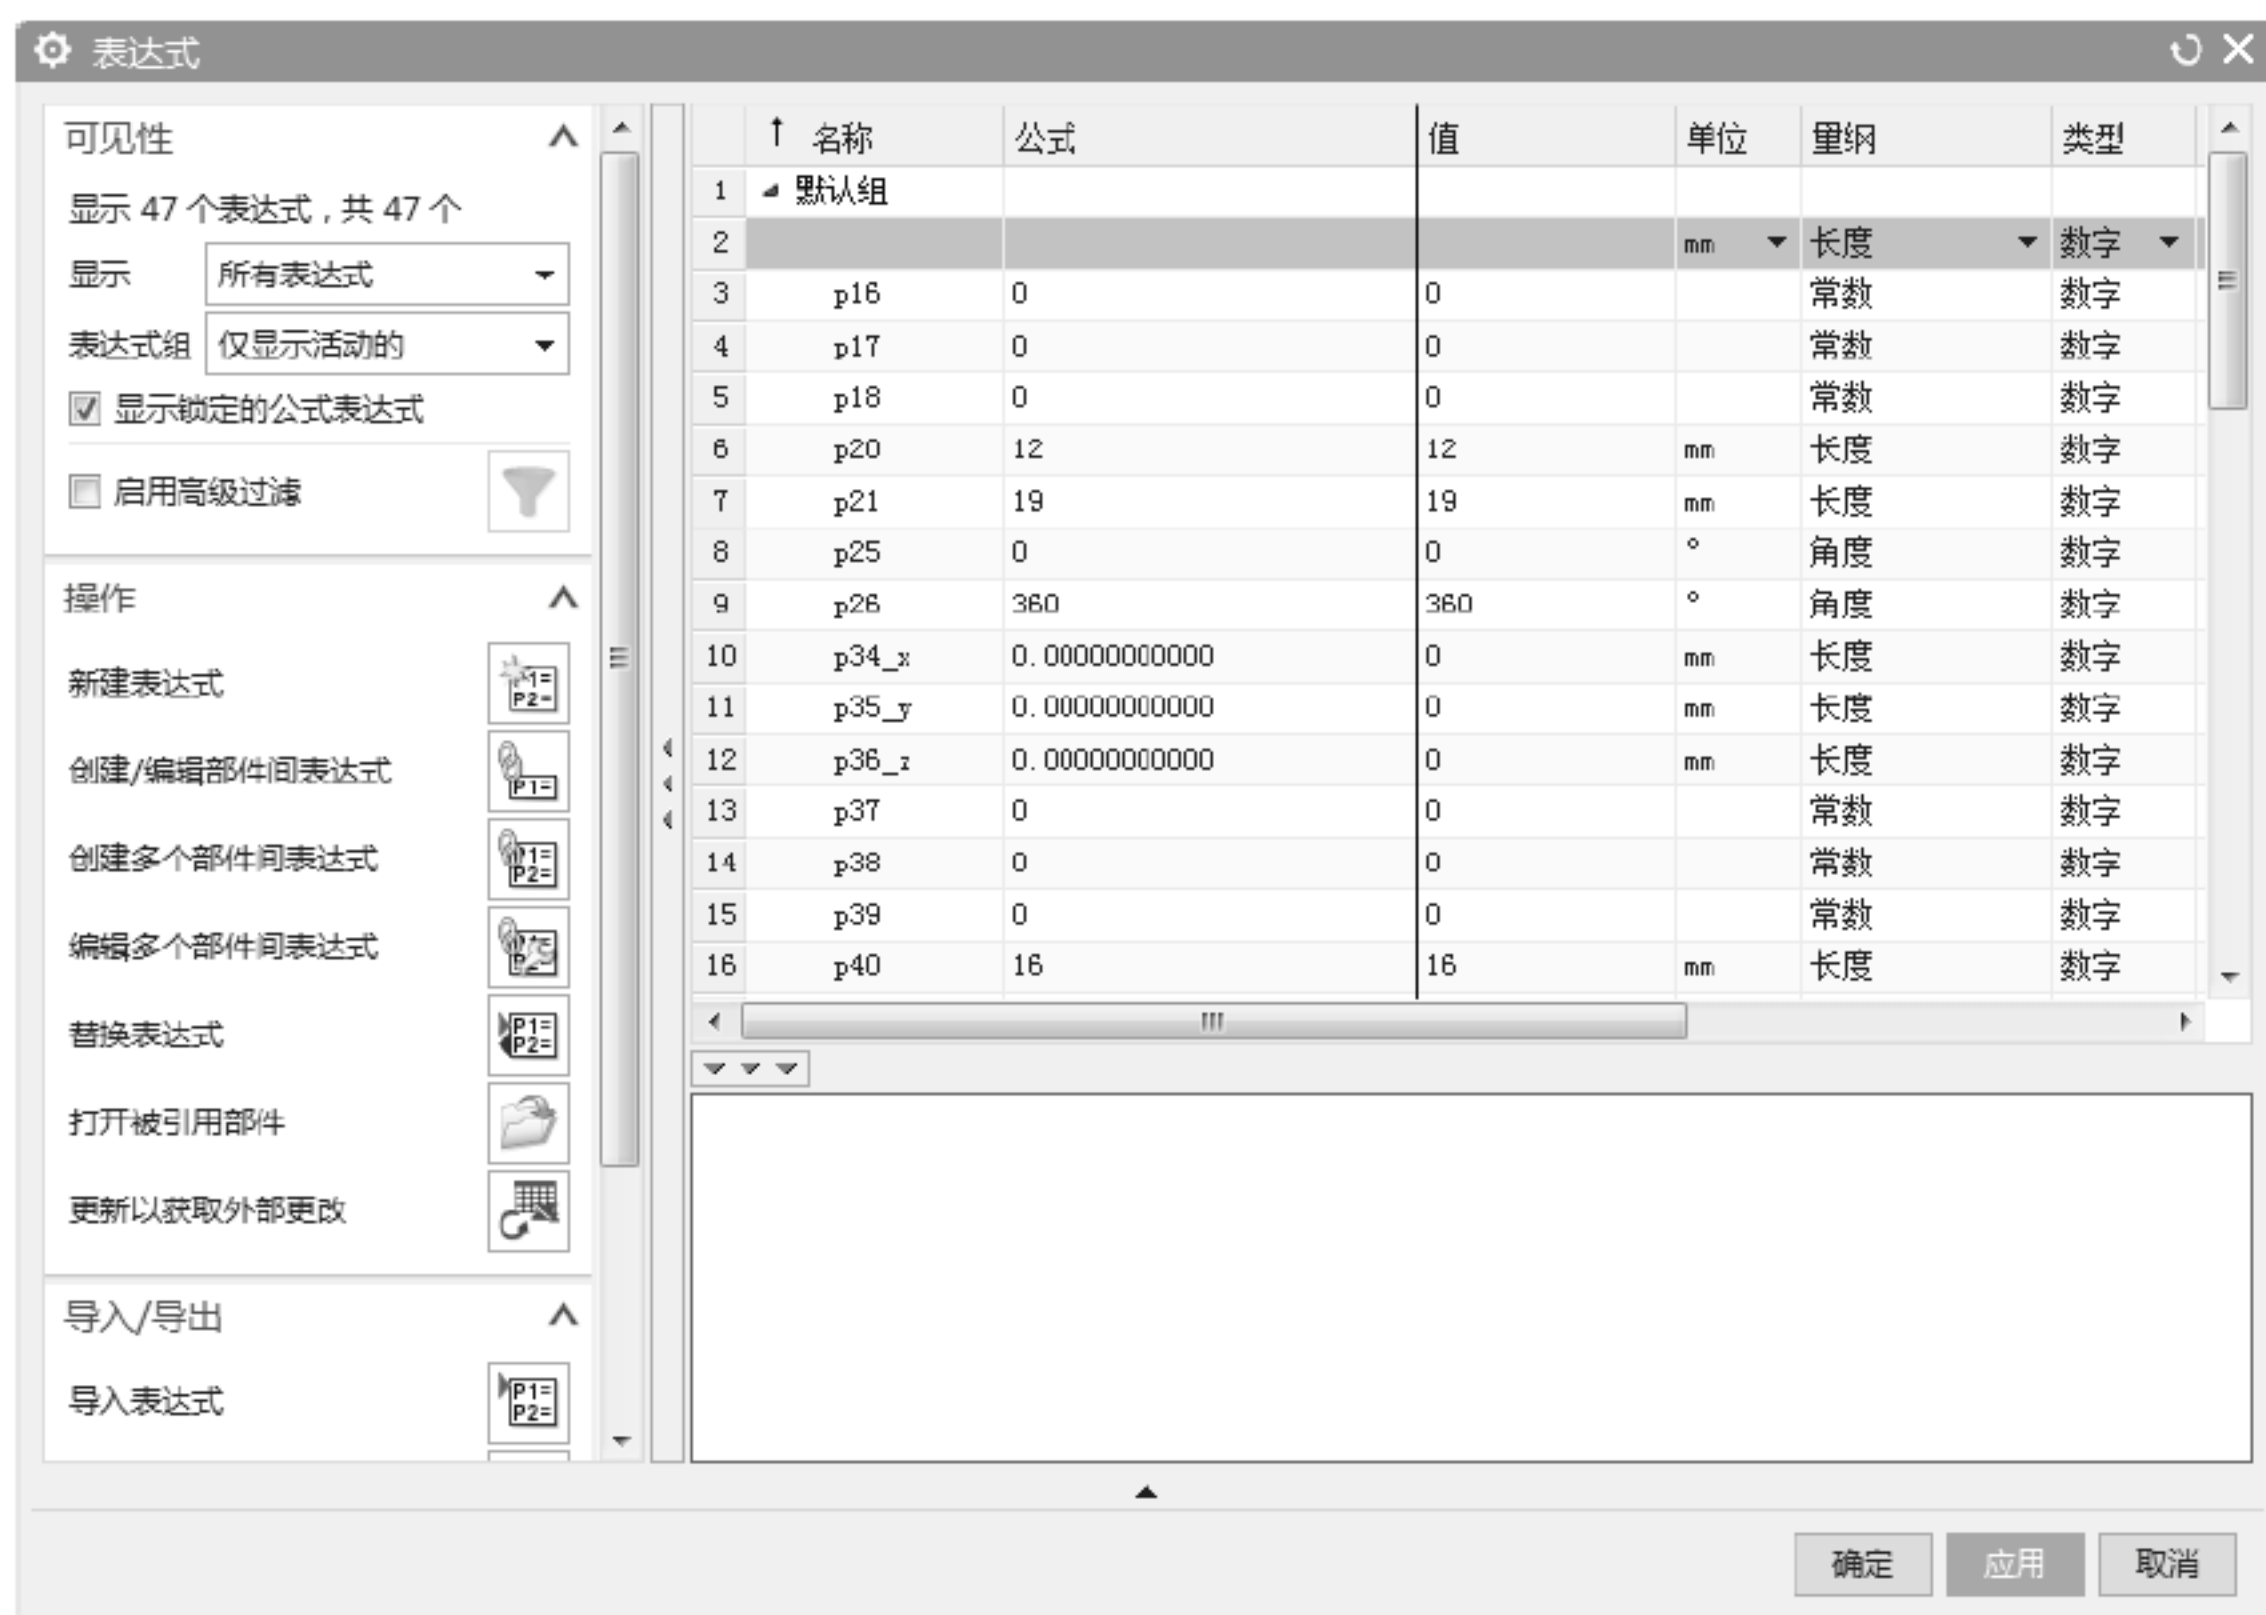 表达式
可见性
显示 47 个表达式，共 47 个
显示 所有表达式
表达式组 仅显示活动的
显示锁定的公式表达式
启用高级过滤
操作
新建表达式
创建/编辑部件间表达式
创建多个部件间表达式
编辑多个部件间表达式
替换表达式
打开被引用部件
更新以获取外部更改
导入/导出
导入表达式
↑ 名称 公式 值 单位 量纲 类型
1 默认组
2 mm 长度 数字
3 p16 0 0 常数 数字
4 p17 0 0 常数 数字
5 p18 0 0 常数 数字
6 p20 12 12 mm 长度 数字
7 p21 19 19 mm 长度 数字
8 p25 0 0 ° 角度 数字
9 p26 360 360 ° 角度 数字
10 p34_x 0.00000000000 0 mm 长度 数字
11 p35_y 0.00000000000 0 mm 长度 数字
12 p36_z 0.00000000000 0 mm 长度 数字
13 p37 0 0 常数 数字
14 p38 0 0 常数 数字
15 p39 0 0 常数 数字
16 p40 16 16 mm 长度 数字
确定 应用 取消